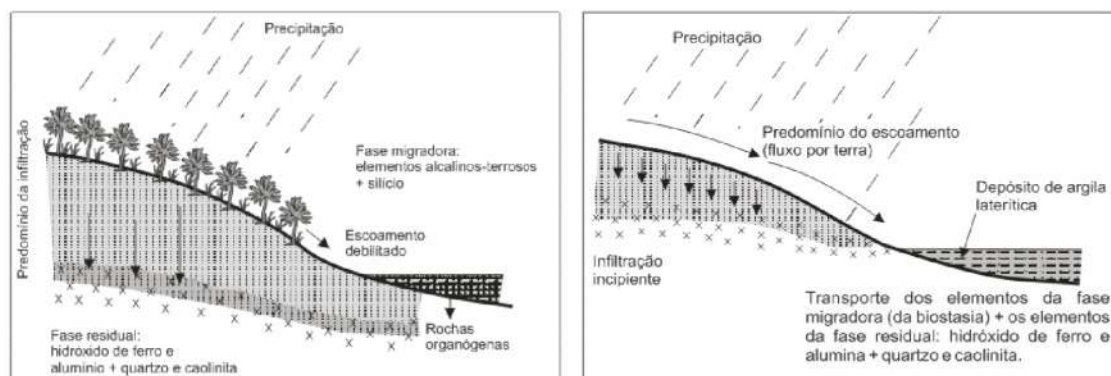 Precipitação
Predomínio da infiltração
Fase migradora:
elementos alcalinos-terrosos
+ silício
Escoamento
debilitado
Rochas
organógenas
Fase residual:
hidróxido de ferro e
alumínio + quartzo e caolinita
Precipitação
Predomínio do escoamento
(fluxo por terra)
Depósito de argila
laterítica
Infiltração
incipiente
Transporte dos elementos da fase
migradora (da biostasia) + os elementos
da fase residual: hidróxido de ferro e
alumina + quartzo e caolinita.